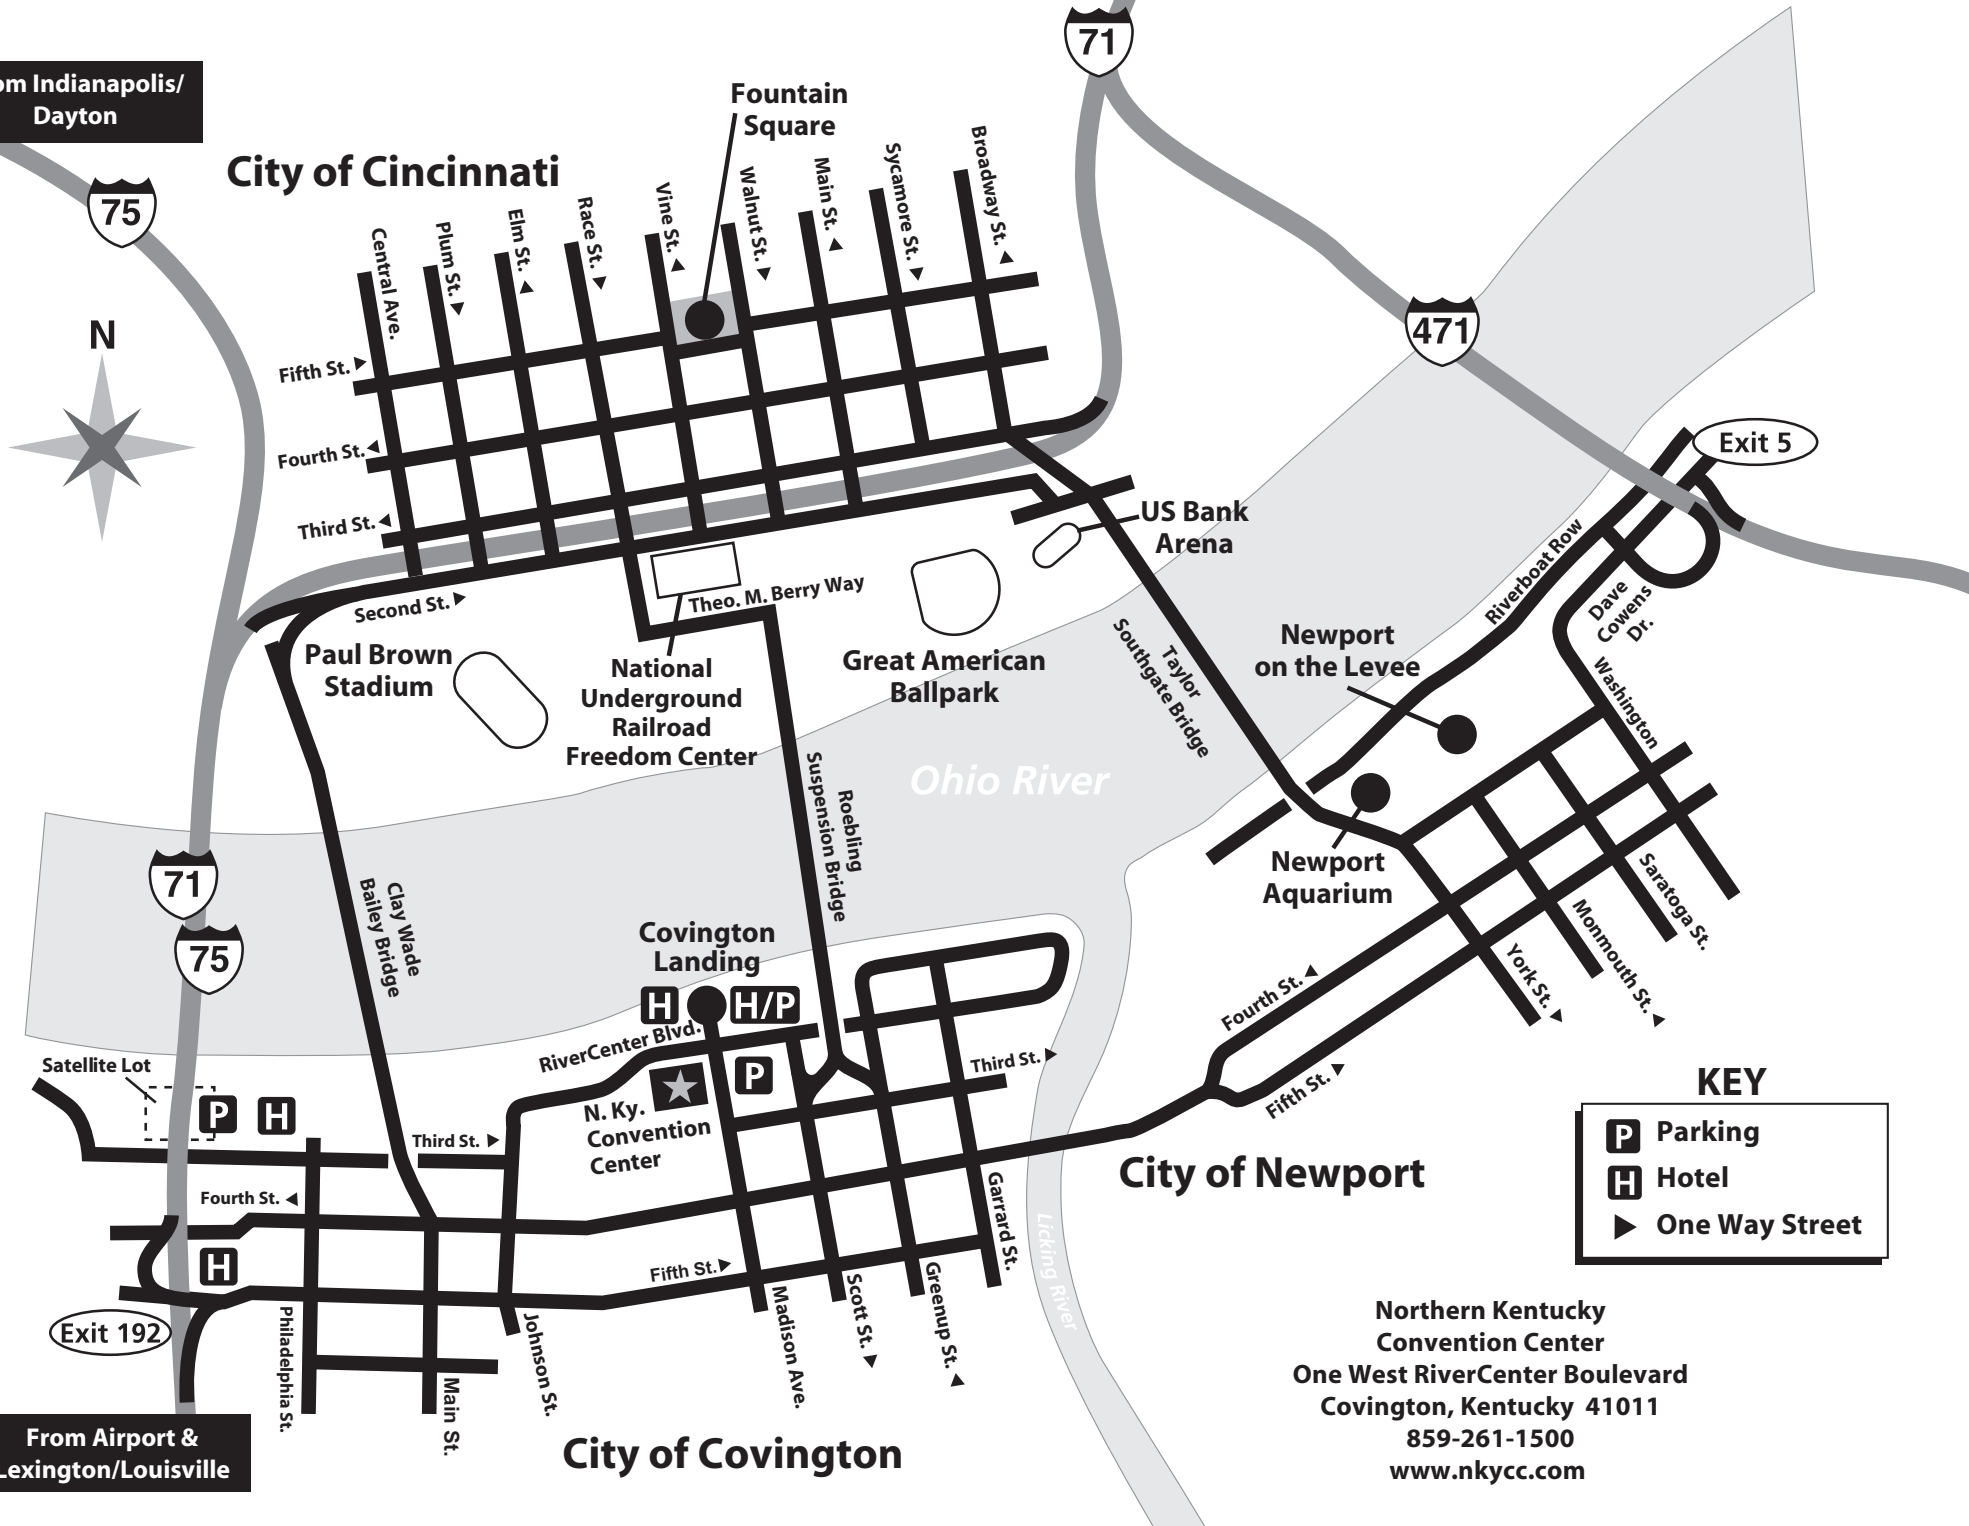 71
om Indianapolis/
Dayton
Fountain
Square
City of Cincinnati
75
Central Ave.
Plum St.
Elm St.
Race St.
Vine St.
Walnut St.
Main St.
Sycamore St.
Broadway St.
N
Fifth St.
Fourth St.
Third St.
Second St.
471
Exit 5
US Bank
Arena
Riverboat Row
Dave
Cowens
Dr.
Theo. M. Berry Way
Paul Brown
Stadium
National
Underground
Railroad
Freedom Center
Great American
Ballpark
Taylor
Southgate Bridge
Newport
on the Levee
Washington
Ohio River
Roebling
Suspension Bridge
Newport
Aquarium
71
75
Clay Wade
Bailey Bridge
Covington
Landing
H
H/P
RiverCenter Blvd.
P
Saratoga St.
Monmouth St.
York St.
Fourth St.
Fifth St.
Third St.
Satellite Lot
P
H
N. Ky.
Convention
Center
Third St.
Fourth St.
H
Fifth St.
Exit 192
Philadelphia St.
Main St.
Johnson St.
Madison Ave.
Scott St.
Greenup St.
Garrard St.
Licking River
City of Newport
City of Covington
From Airport &
Lexington/Louisville
KEY
P Parking
H Hotel
One Way Street
Northern Kentucky
Convention Center
One West RiverCenter Boulevard
Covington, Kentucky 41011
859-261-1500
www.nkycc.com